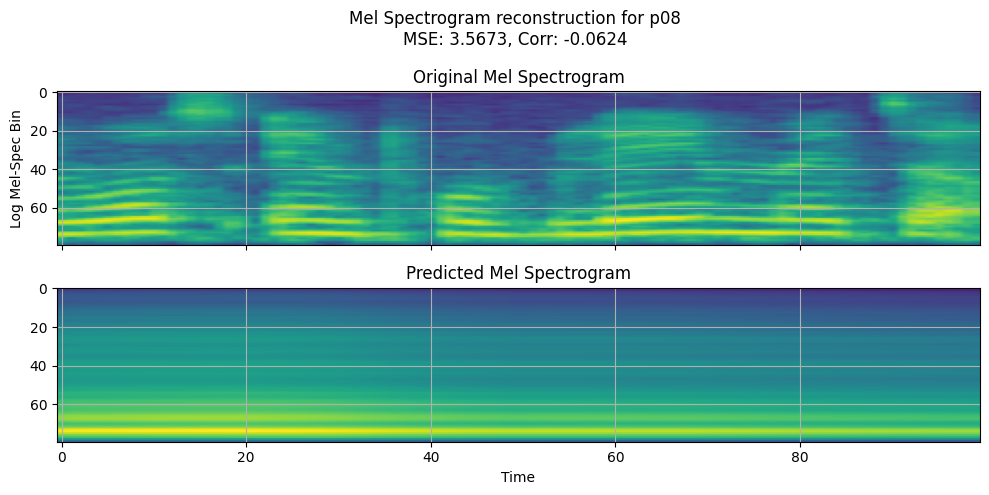 Mel Spectrogram reconstruction for p08
MSE: 3.5673, Corr: -0.0624
Original Mel Spectrogram
0
20
40
60
Log Mel-Spec Bin
Predicted Mel Spectrogram
0
20
40
60
0 20 40 60 80
Time